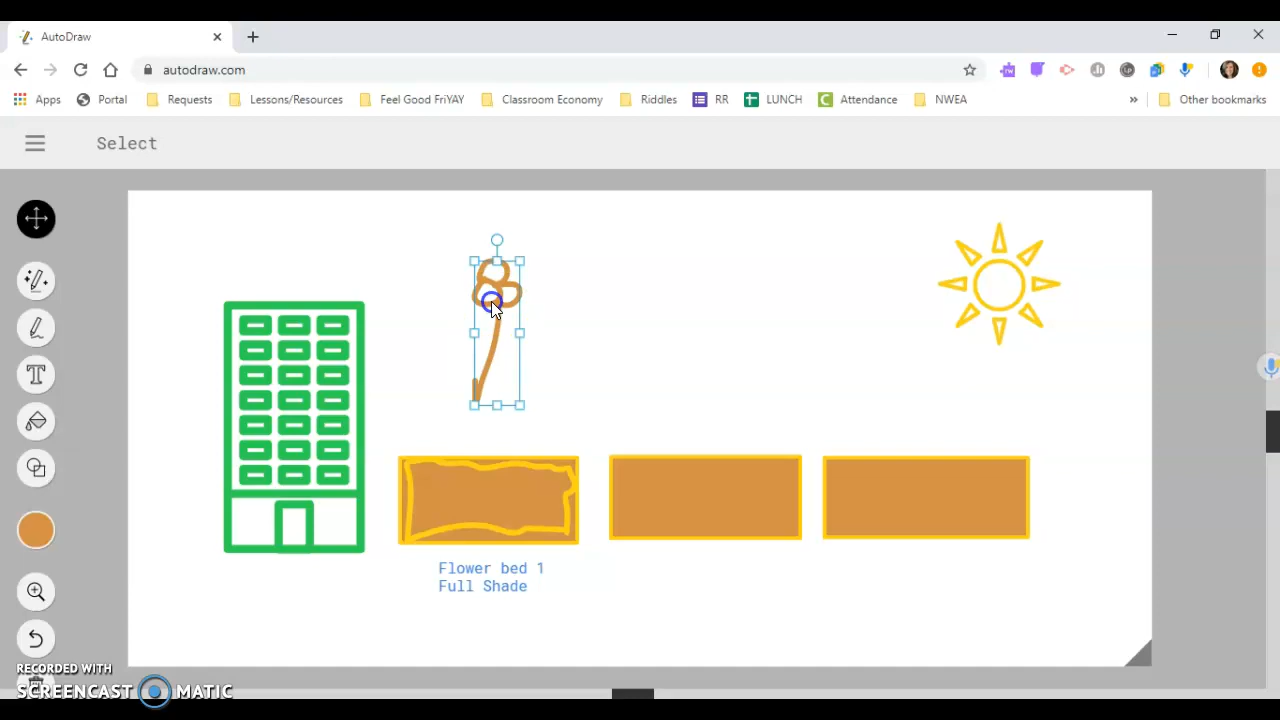 AutoDraw
autodraw.com
Apps Portal Requests Lessons/Resources Feel Good FriYAY Classroom Economy Riddles RR LUNCH Attendance NWEA » Other bookmarks
Select
T
Flower bed 1
Full Shade
RECORDED WITH
SCREENCAST MATIC